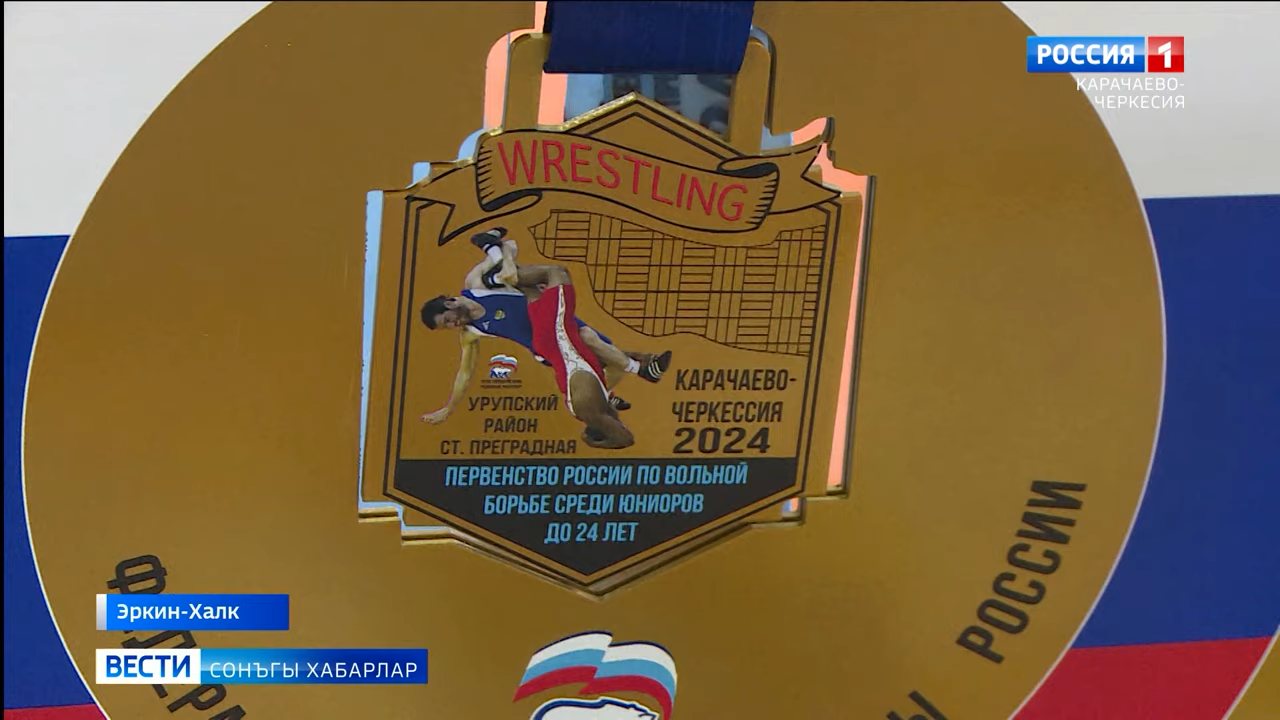 РОССИЯ 1
КАРАЧАЕВО-
ЧЕРКЕСИЯ
WRESTLING
УРУПСКИЙ
РАЙОН
СТ. ПРЕГРАДНАЯ
КАРАЧАЕВО-
ЧЕРКЕССИЯ
2024
ПЕРВЕНСТВО РОССИИ ПО ВОЛЬНОЙ
БОРЬБЕ СРЕДИ ЮНИОРОВ
ДО 24 ЛЕТ
РОССИИ
Эркин-Халк
ВЕСТИ СОНЪГЫ ХАБАРЛАР